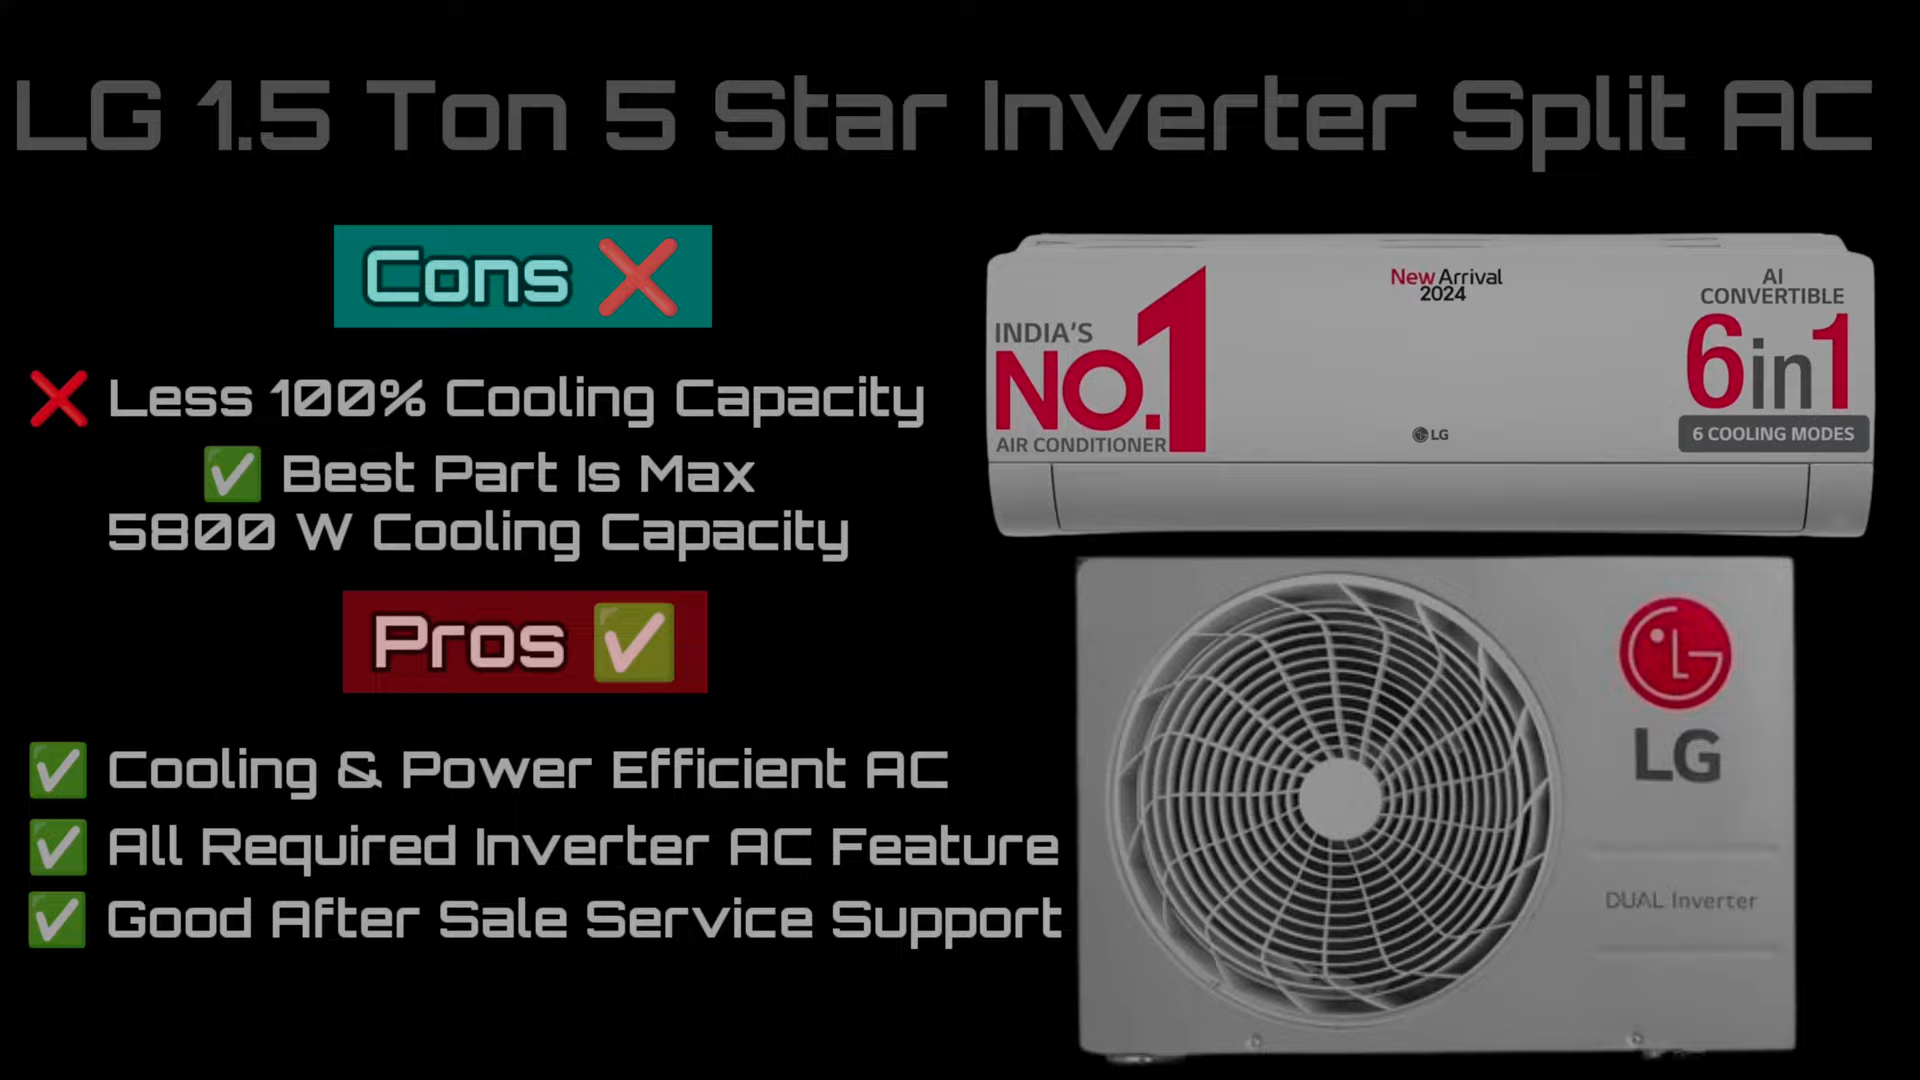 LG 1.5 Ton 5 Star Inverter Split AC
Cons ❌
❌ Less 100% Cooling Capacity
✅ Best Part Is Max
5800 W Cooling Capacity
Pros ✅
✅ Cooling & Power Efficient AC
✅ All Required Inverter AC Feature
✅ Good After Sale Service Support
INDIA'S
NO.1
AIR CONDITIONER
New Arrival
2024
LG
AI
CONVERTIBLE
6in1
6 COOLING MODES
LG
DUAL Inverter